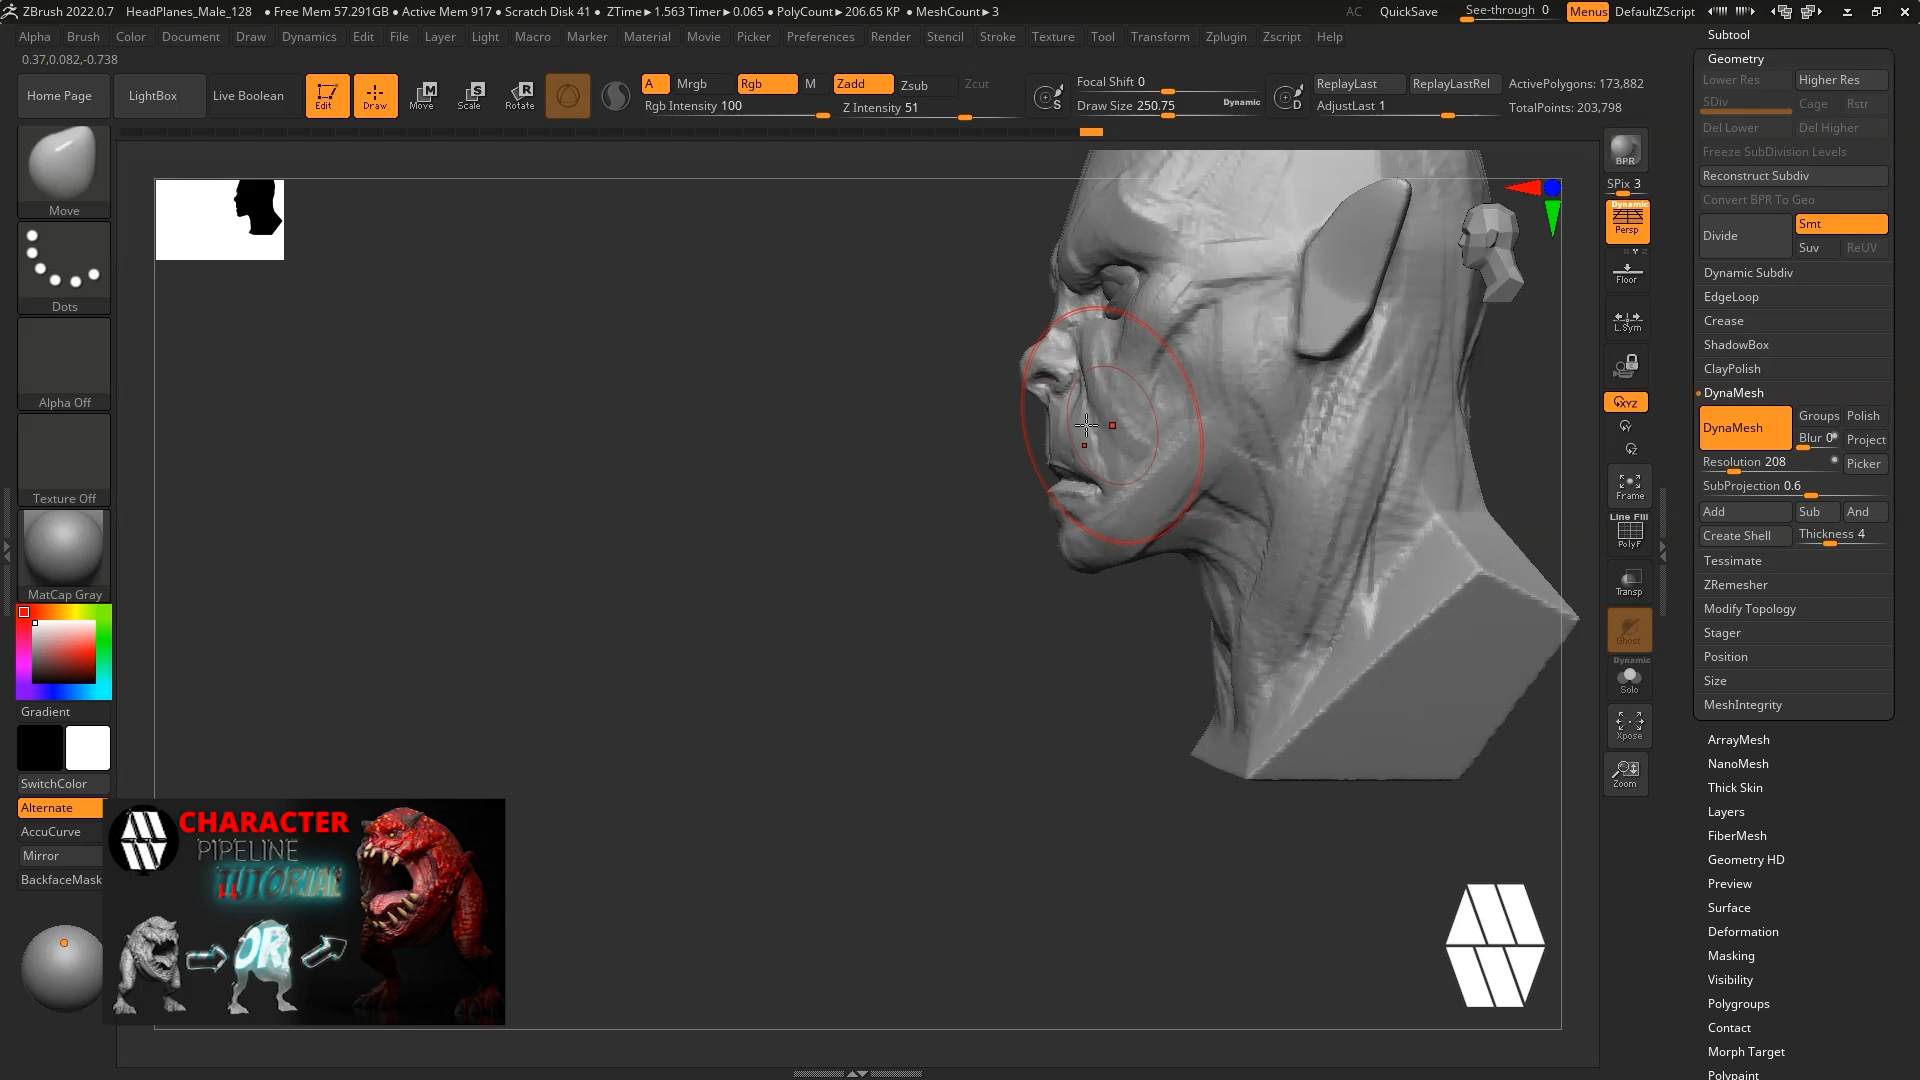 ZBrush 2022.0.7 HeadPlanes_Male_128 • Free Mem 57.291GB • Active Mem 917 • Scratch Disk 41 • ZTime►1.563 Timer►0.065 • PolyCount►206.65 KP • MeshCount►3 AC QuickSave See-through 0 Menus DefaultZScript
Alpha Brush Color Document Draw Dynamics Edit File Layer Light Macro Marker Material Movie Picker Preferences Render Stencil Stroke Texture Tool Transform Zplugin Zscript Help
0.37,0.082,-0.738
Home Page LightBox Live Boolean Edit Draw Move Scale Rotate
A Mrgb Rgb M Zadd Zsub Zcut
Rgb Intensity 100 Z Intensity 51
S Focal Shift 0
Draw Size 250.75 Dynamic
D ReplayLast ReplayLastRel
AdjustLast 1
ActivePolygons: 173,882
TotalPoints: 203,798
Move
Dots
Alpha Off
Texture Off
MatCap Gray
Gradient
SwitchColor
Alternate
AccuCurve
Mirror
BackfaceMask
CHARACTER
PIPELINE
TUTORIAL
OR
BPR
SPix 3
Dynamic
Persp
Floor
L.Sym
XYZ
Y
Z
Frame
Line Fill
PolyF
Transp
Ghost
Dynamic
Solo
Xpose
Zoom
Subtool
Geometry
Lower Res Higher Res
SDiv Cage Rstr
Del Lower Del Higher
Freeze SubDivision Levels
Reconstruct Subdiv
Convert BPR To Geo
Divide Smt
Suv ReUV
Dynamic Subdiv
EdgeLoop
Crease
ShadowBox
ClayPolish
DynaMesh
DynaMesh Groups Polish
Blur 0 Project
Resolution 208 Picker
SubProjection 0.6
Add Sub And
Create Shell Thickness 4
Tessimate
ZRemesher
Modify Topology
Stager
Position
Size
MeshIntegrity
ArrayMesh
NanoMesh
Thick Skin
Layers
FiberMesh
Geometry HD
Preview
Surface
Deformation
Masking
Visibility
Polygroups
Contact
Morph Target
Polypaint